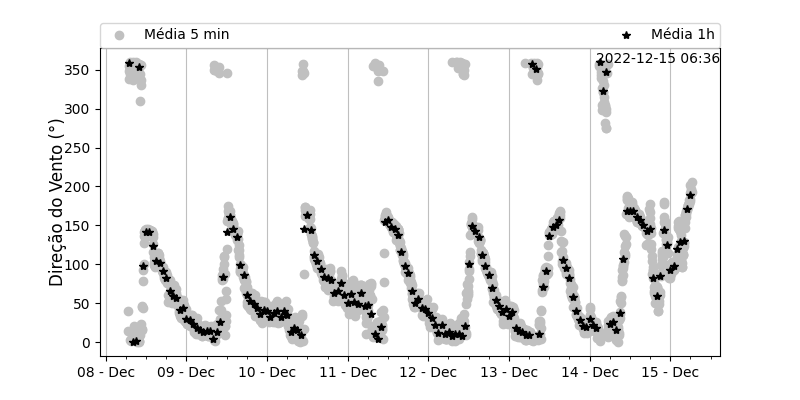 Média 5 min
Média 1h
2022-12-15 06:36
Direção do Vento (°)
350
300
250
200
150
100
50
0
08 - Dec
09 - Dec
10 - Dec
11 - Dec
12 - Dec
13 - Dec
14 - Dec
15 - Dec